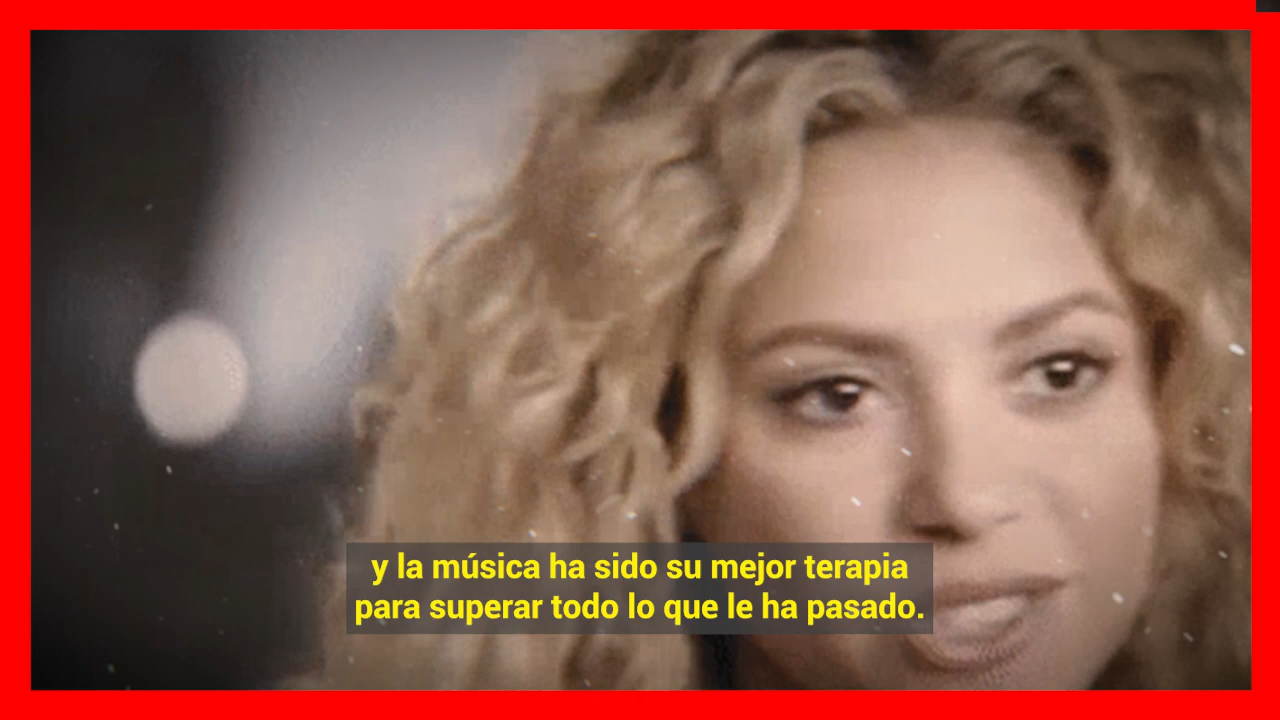 y la música ha sido su mejor terapia
para superar todo lo que le ha pasado.